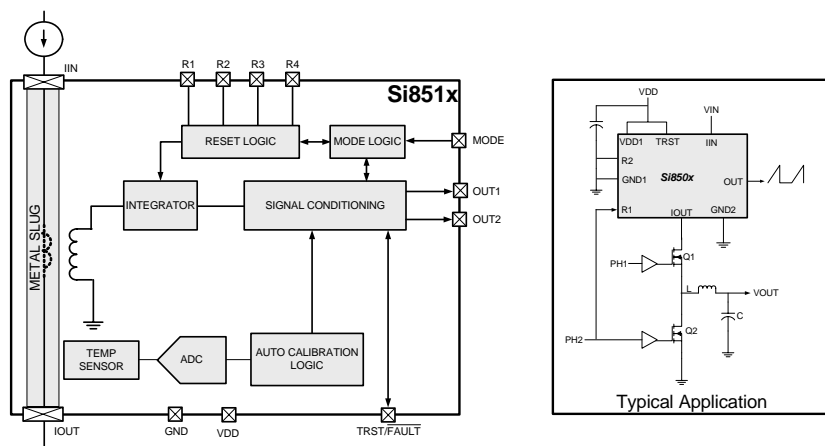 IIN
R1
R2
R3
R4
Si851x
RESET LOGIC
MODE LOGIC
MODE
METAL SLUG
INTEGRATOR
SIGNAL CONDITIONING
OUT1
OUT2
TEMP
SENSOR
ADC
AUTO CALIBRATION
LOGIC
IOUT
GND
VDD
TRST/FAULT
VDD
VIN
VDD1
TRST
IIN
R2
GND1
Si850x
OUT
R1
IOUT
GND2
PH1
Q1
L
VOUT
C
PH2
Q2
Typical Application